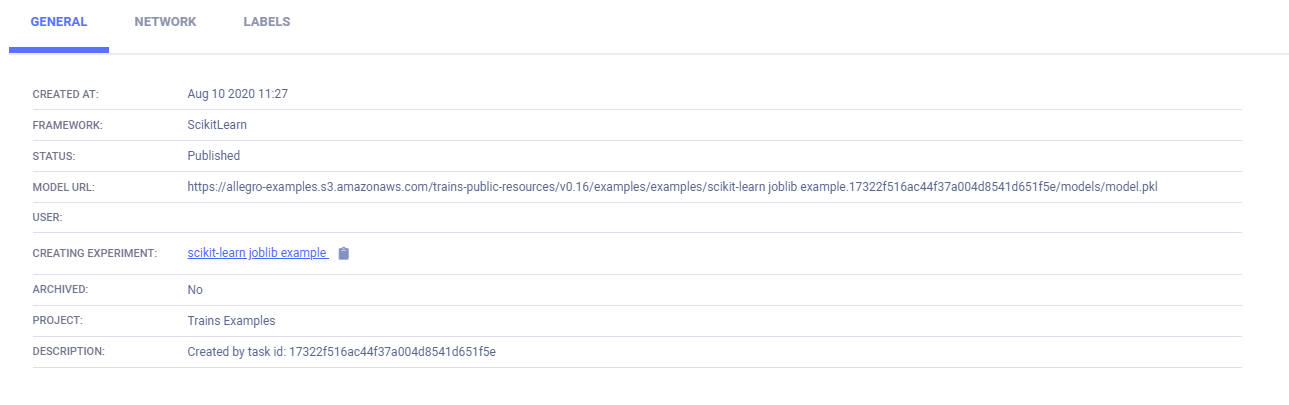 GENERAL NETWORK LABELS
CREATED AT: Aug 10 2020 11:27
FRAMEWORK: ScikitLearn
STATUS: Published
MODEL URL: https://allegro-examples.s3.amazonaws.com/trains-public-resources/v0.16/examples/examples/scikit-learn joblib example.17322f516ac44f37a004d8541d651f5e/models/model.pkl
USER:
CREATING EXPERIMENT: scikit-learn joblib example
ARCHIVED: No
PROJECT: Trains Examples
DESCRIPTION: Created by task id: 17322f516ac44f37a004d8541d651f5e